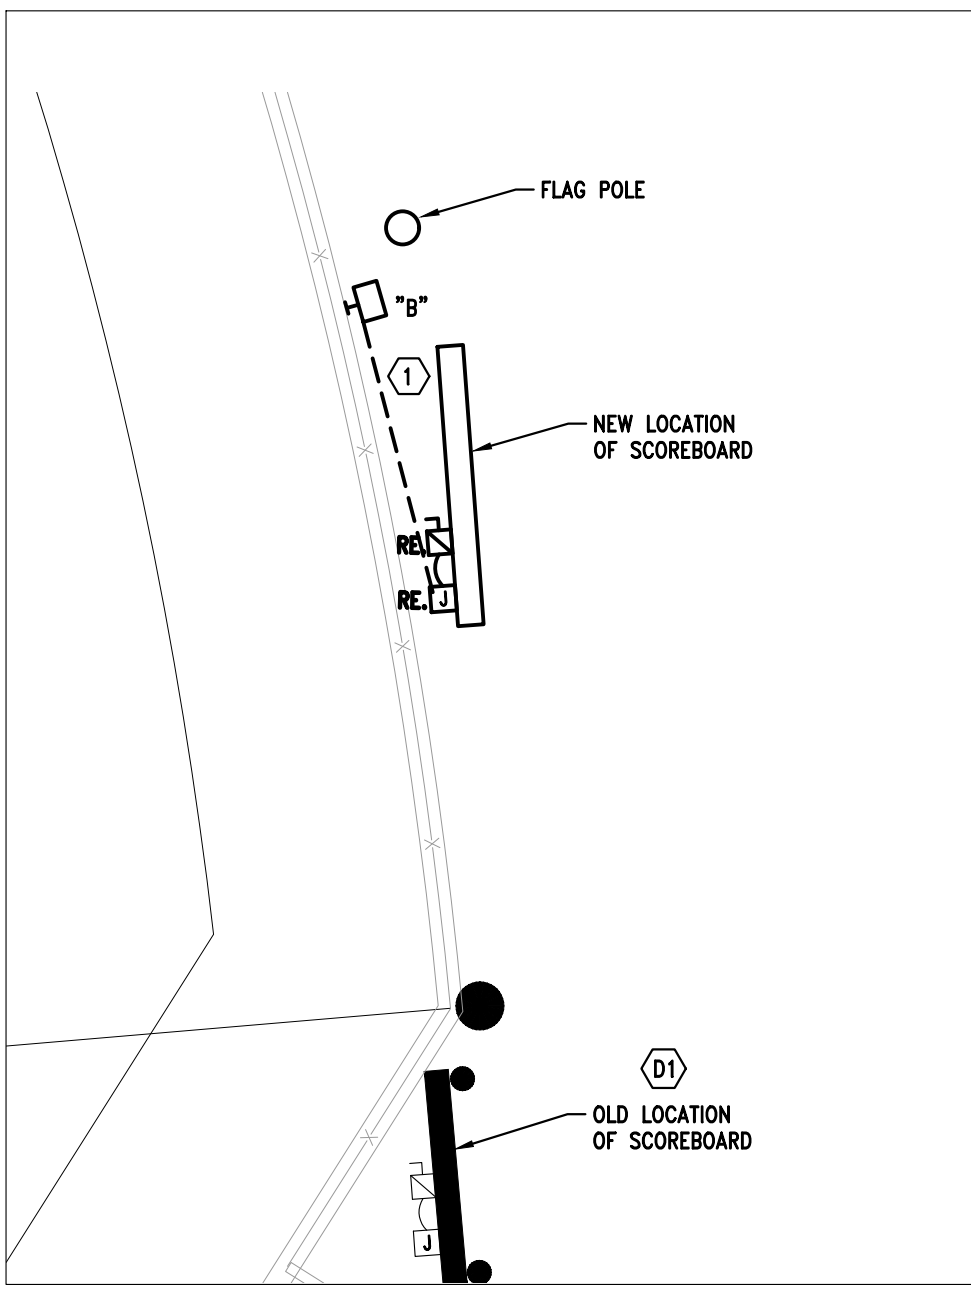 FLAG POLE
"B"
1
NEW LOCATION
OF SCOREBOARD
RE.
RE.
J
D1
OLD LOCATION
OF SCOREBOARD
J